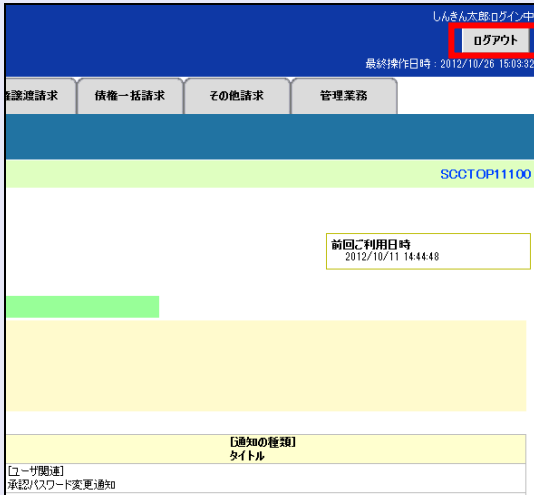 しんきん太郎:ログイン中
ログアウト
最終操作日時：2012/10/26 15:03:32
権譲渡請求
債権一括請求
その他請求
管理業務
SCCTOP11100
前回ご利用日時
2012/10/11 14:44:48
[通知の種類]
タイトル
[ユーザ関連]
承認パスワード変更通知